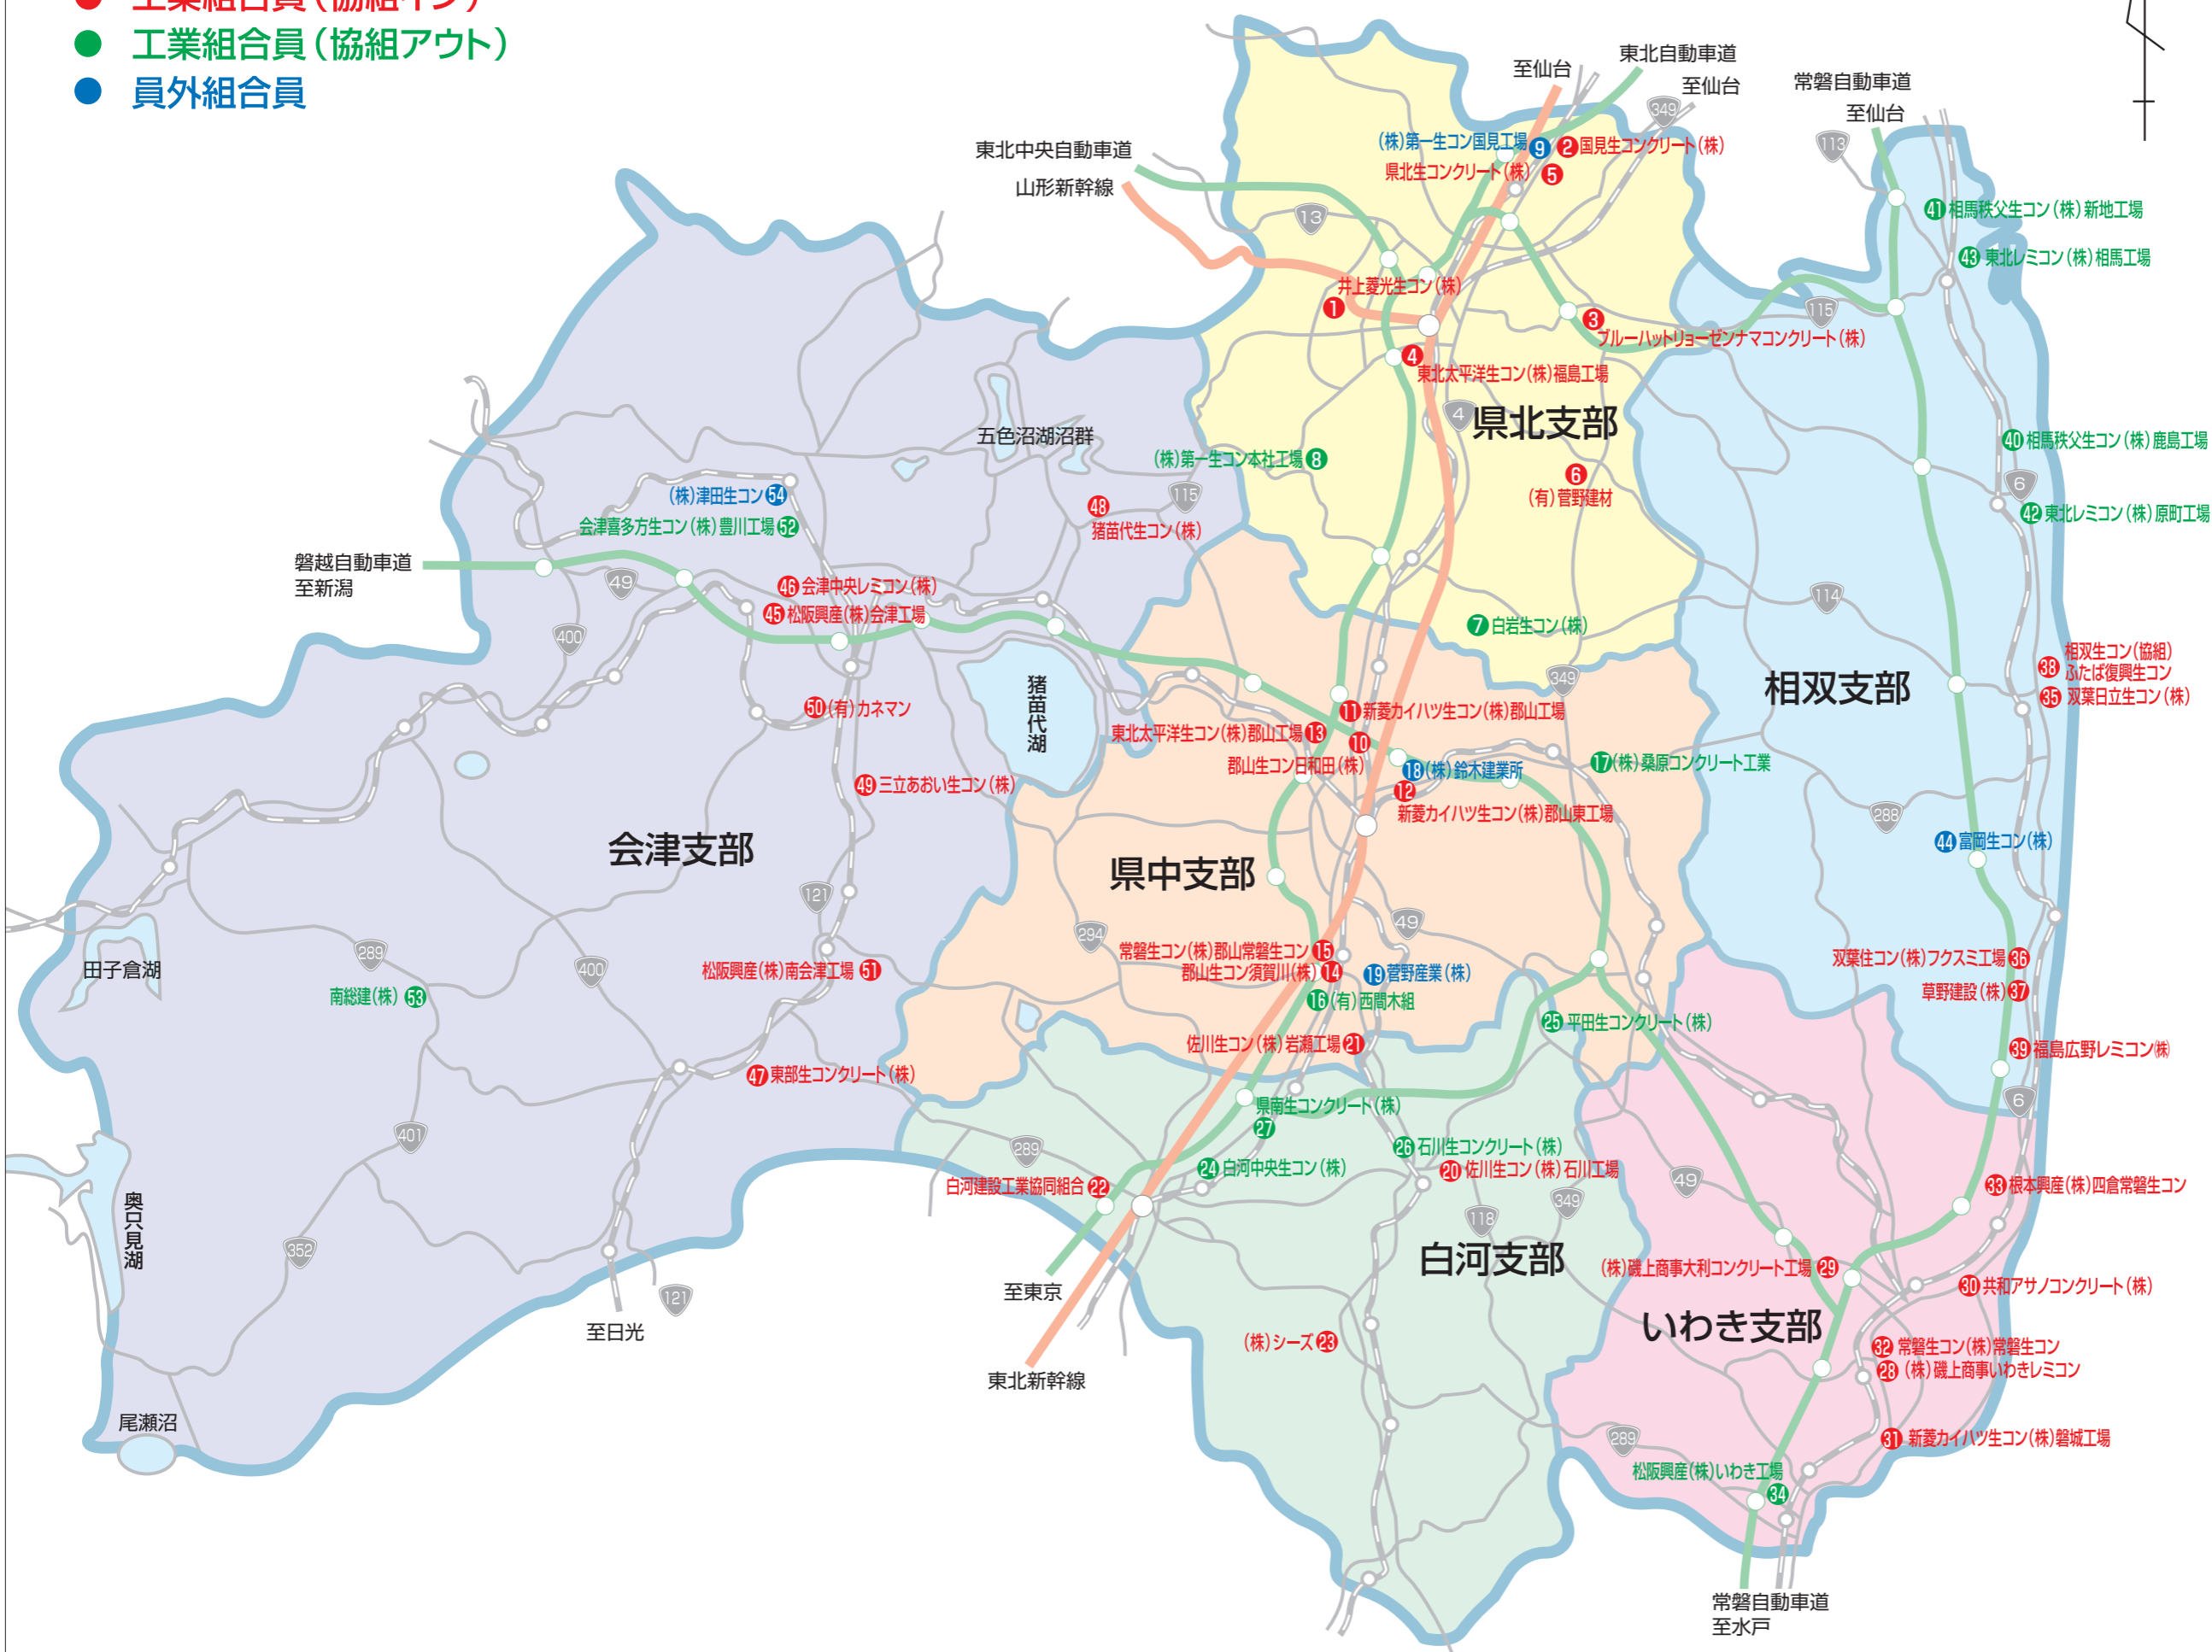 工業組合員（協組イン）
工業組合員（協組アウト）
員外組合員
至仙台
東北自動車道
至仙台
349
常磐自動車道
至仙台
113
東北中央自動車道
山形新幹線
13
(株)第一生コン国見工場 9
2 国見生コンクリート(株)
県北生コンクリート(株) 5
41 相馬秩父生コン(株)新地工場
43 東北レミコン(株)相馬工場
井上菱光生コン(株)
1
3
ブルーハットリョーゼンナマコンクリート(株)
115
4
東北太平洋生コン(株)福島工場
4
県北支部
(株)第一生コン本社工場 8
6
(有)菅野建材
40 相馬秩父生コン(株)鹿島工場
6
42 東北レミコン(株)原町工場
五色沼湖沼群
115
48
猪苗代生コン(株)
(株)津田生コン 54
会津喜多方生コン(株)豊川工場 52
磐越自動車道
至新潟
49
400
46 会津中央レミコン(株)
45 松阪興産(株)会津工場
7 白岩生コン(株)
114
349
相双支部
38 相双生コン(協組)
ふたば復興生コン
35 双葉日立生コン(株)
猪苗代湖
50 (有)カネマン
49 三立あおい生コン(株)
11 新菱カイハツ生コン(株)郡山工場
東北太平洋生コン(株)郡山工場 13
10
郡山生コン日和田(株)
18 (株)鈴木建業所
12
新菱カイハツ生コン(株)郡山東工場
17 (株)桑原コンクリート工業
288
44 富岡生コン(株)
会津支部
県中支部
121
294
49
田子倉湖
289
400
南総建(株) 53
松阪興産(株)南会津工場 51
常磐生コン(株)郡山常磐生コン 15
郡山生コン須賀川(株) 14
19 菅野産業(株)
16 (有)西間木組
双葉住コン(株)フクスミ工場 36
草野建設(株) 37
25 平田生コンクリート(株)
佐川生コン(株)岩瀬工場 21
39 福島広野レミコン㈱
47 東部生コンクリート(株)
6
県南生コンクリート(株)
27
401
289
26 石川生コンクリート(株)
24 白河中央生コン(株)
20 佐川生コン(株)石川工場
白河建設工業協同組合 22
49
349
118
33 根本興産(株)四倉常磐生コン
奥只見湖
352
白河支部
(株)磯上商事大利コンクリート工場 29
30 共和アサノコンクリート(株)
121
至東京
至日光
いわき支部
(株)シーズ 23
32 常磐生コン(株)常磐生コン
28 (株)磯上商事いわきレミコン
東北新幹線
尾瀬沼
289
31 新菱カイハツ生コン(株)磐城工場
松阪興産(株)いわき工場
34
常磐自動車道
至水戸